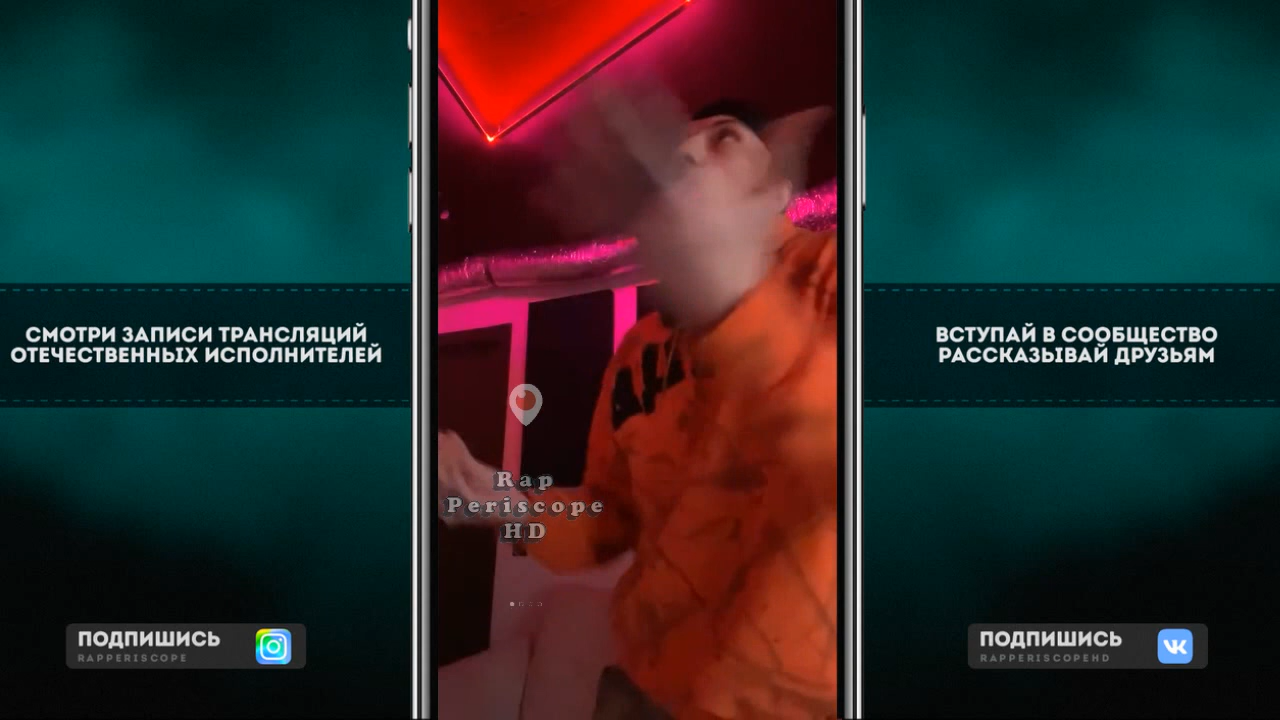 СМОТРИ ЗАПИСИ ТРАНСЛЯЦИЙ
ОТЕЧЕСТВЕННЫХ ИСПОЛНИТЕЛЕЙ
ВСТУПАЙ В СООБЩЕСТВО
РАССКАЗЫВАЙ ДРУЗЬЯМ
Rap
Periscope
HD
ПОДПИШИСЬ
RAPPERISCOPE
ПОДПИШИСЬ
RAPPERISCOPEHD